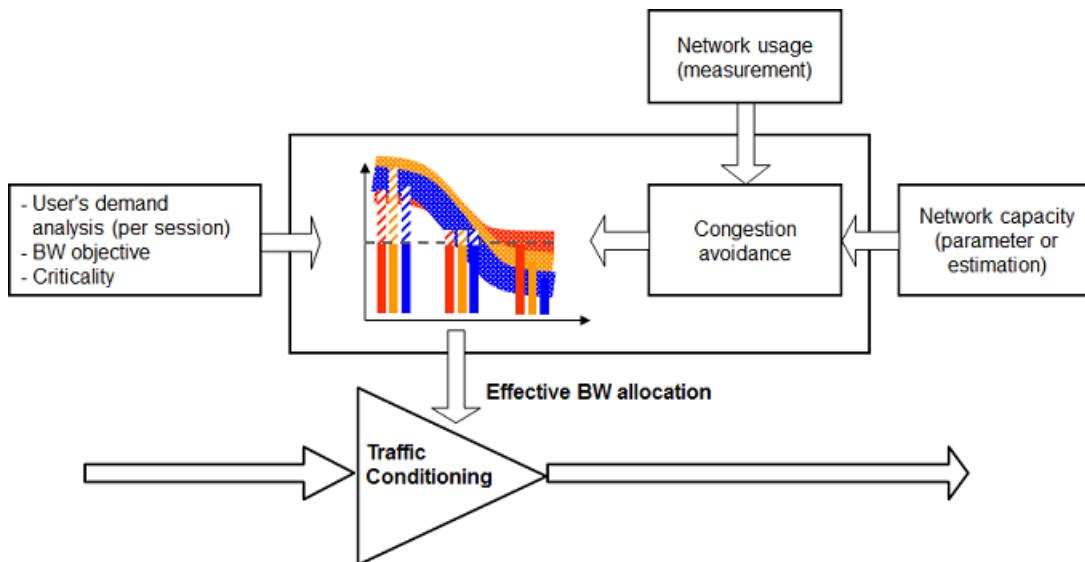 Network usage
(measurement)
- User's demand
analysis (per session)
- BW objective
- Criticality
Congestion
avoidance
Network capacity
(parameter or
estimation)
Effective BW allocation
Traffic
Conditioning